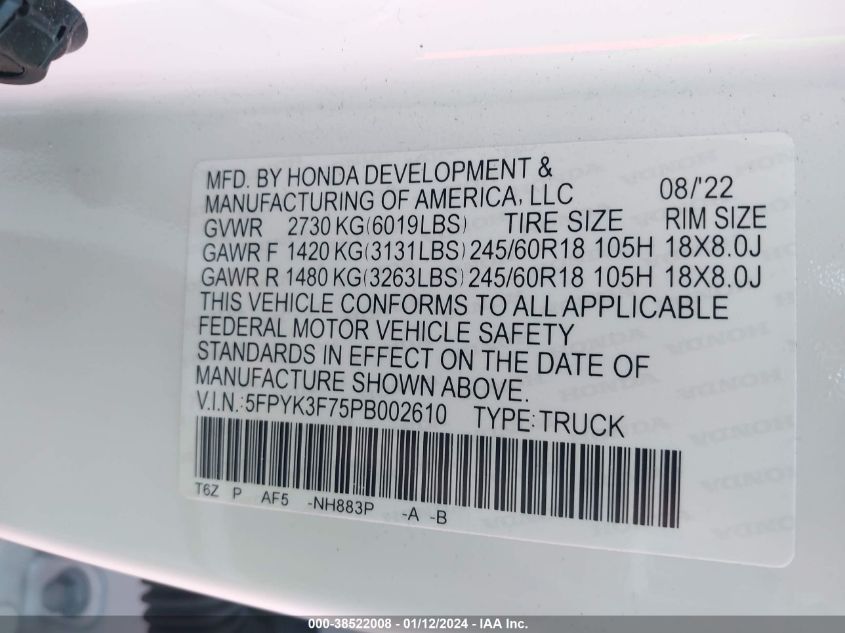 MFD. BY HONDA DEVELOPMENT &
MANUFACTURING OF AMERICA, LLC 08/'22
GVWR 2730 KG(6019LBS) TIRE SIZE RIM SIZE
GAWR F 1420 KG(3131LBS) 245/60R18 105H 18X8.0J
GAWR R 1480 KG(3263LBS) 245/60R18 105H 18X8.0J
THIS VEHICLE CONFORMS TO ALL APPLICABLE
FEDERAL MOTOR VEHICLE SAFETY
STANDARDS IN EFFECT ON THE DATE OF
MANUFACTURE SHOWN ABOVE.
V.I.N.:5FPYK3F75PB002610 TYPE:TRUCK
T6Z P AF5 -NH883P -A -B
000-38522008 - 01/12/2024 - IAA Inc.